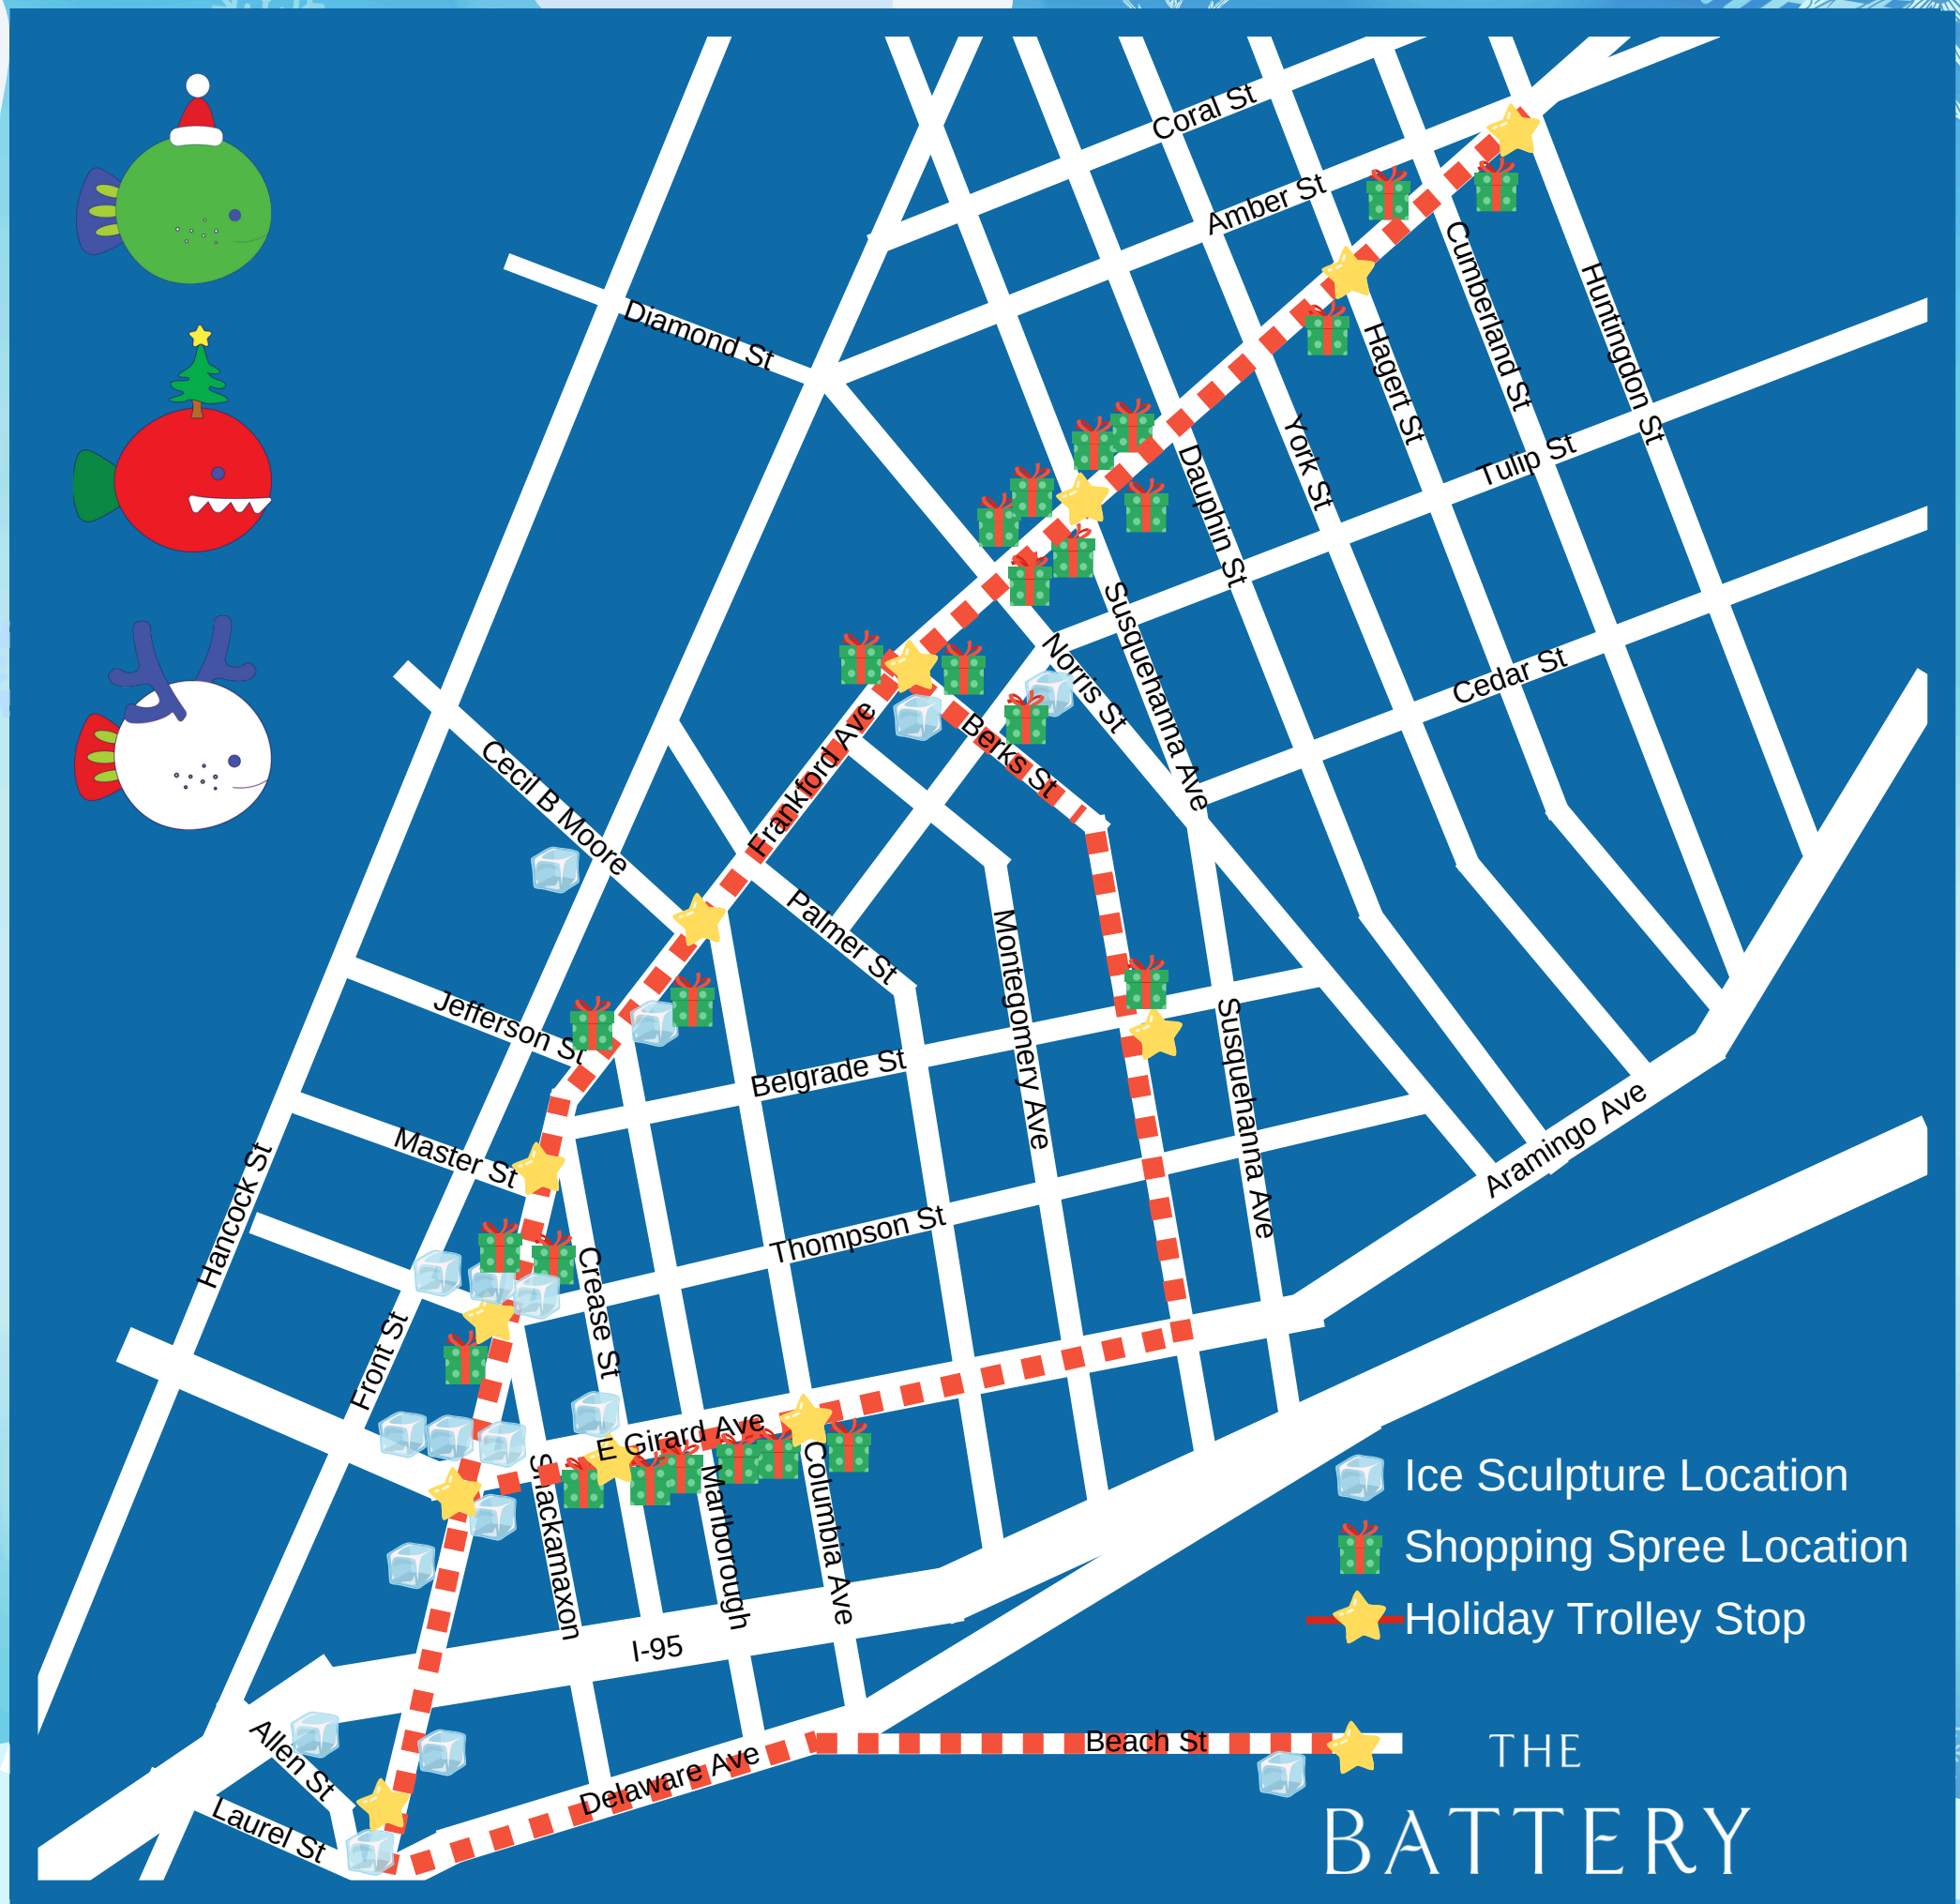 Coral St
Amber St
Diamond St
Cumberland St
Huntingdon St
Hagert St
York St
Tulip St
Dauphin St
Susquehanna Ave
Norris St
Cedar St
Berks St
Frankford Ave
Cecil B Moore
Palmer St
Montegomery Ave
Jefferson St
Belgrade St
Susquehanna Ave
Master St
Aramingo Ave
Hancock St
Thompson St
Crease St
Front St
E Girard Ave
Shackamaxon
Marlborough
Columbia Ave
I-95
Allen St
Laurel St
Delaware Ave
Beach St
Ice Sculpture Location
Shopping Spree Location
Holiday Trolley Stop
THE
BATTERY